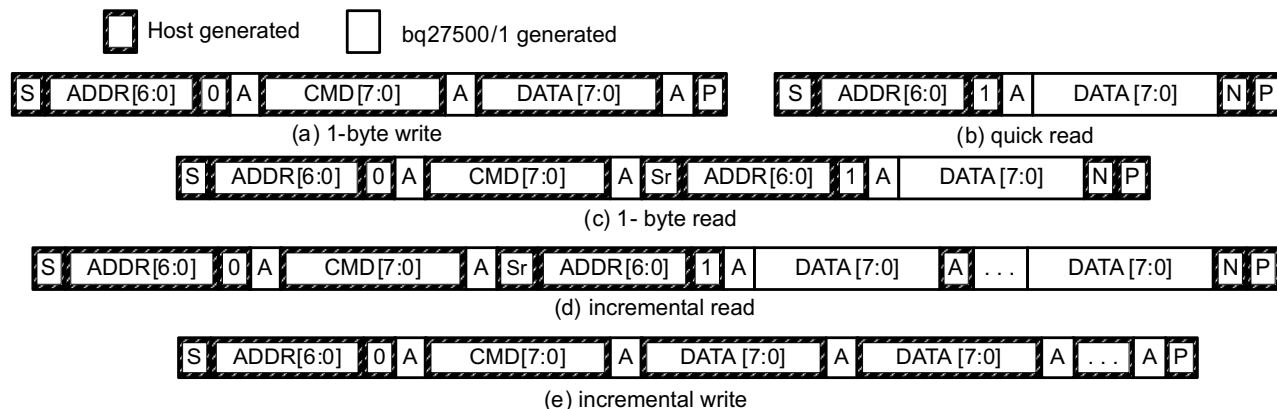 Host generated bq27500/1 generated
S ADDR[6:0] 0 A CMD[7:0] A DATA[7:0] A P S ADDR[6:0] 1 A DATA[7:0] N P
(a) 1-byte write (b) quick read
S ADDR[6:0] 0 A CMD[7:0] A Sr ADDR[6:0] 1 A DATA[7:0] N P
(c) 1- byte read
S ADDR[6:0] 0 A CMD[7:0] A Sr ADDR[6:0] 1 A DATA[7:0] A . . . DATA[7:0] N P
(d) incremental read
S ADDR[6:0] 0 A CMD[7:0] A DATA[7:0] A DATA[7:0] A . . . A P
(e) incremental write